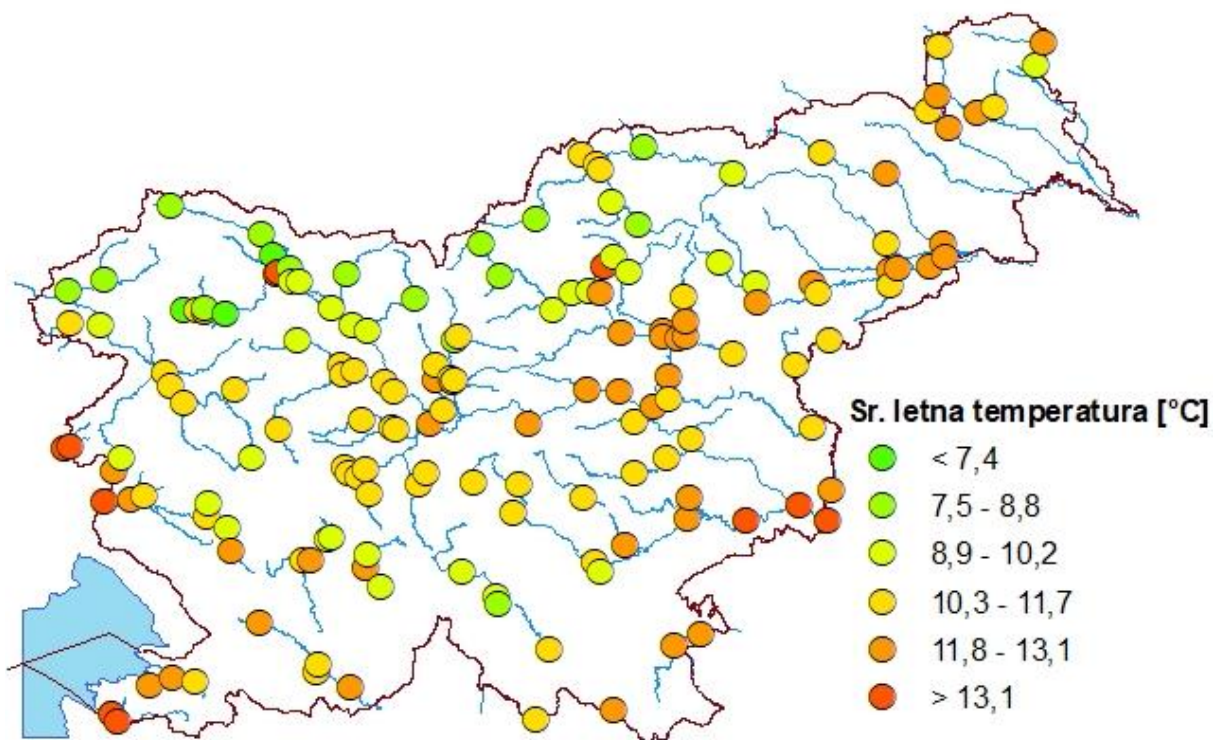 Sr. letna temperatura [°C]
< 7,4
7,5 - 8,8
8,9 - 10,2
10,3 - 11,7
11,8 - 13,1
> 13,1